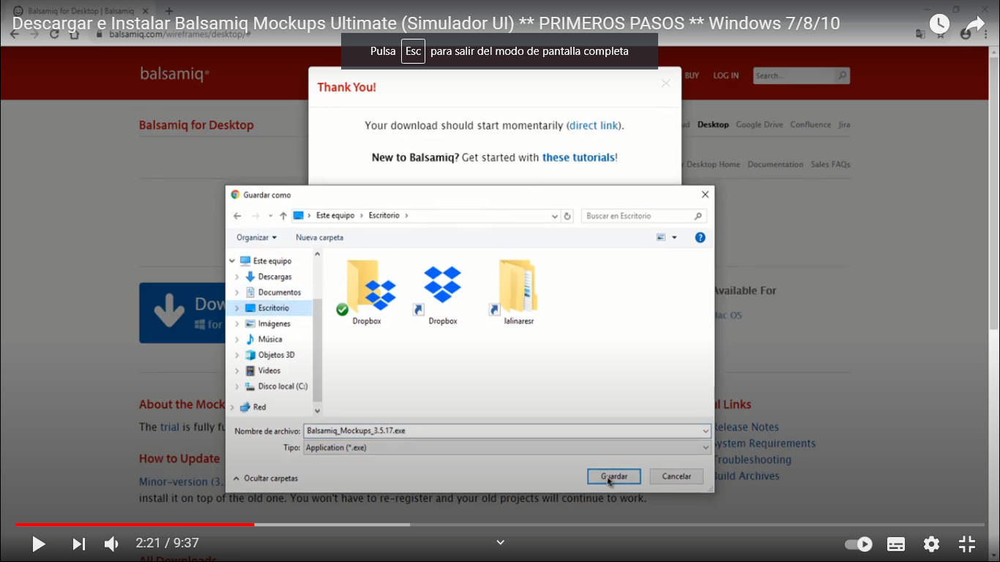 Balsamiq for Desktop | Balsamiq
Descargar e Instalar Balsamiq Mockups Ultimate (Simulador UI) ** PRIMEROS PASOS ** Windows 7/8/10
balsamiq.com/wireframes/desktop/#
Pulsa Esc para salir del modo de pantalla completa
balsamiq
BUY LOG IN Search...
Thank You!
Balsamiq for Desktop
Your download should start momentarily (direct link).
Desktop Google Drive Confluence Jira
New to Balsamiq? Get started with these tutorials!
Desktop Home Documentation Sales FAQs
Guardar como
Este equipo > Escritorio >
Buscar en Escritorio
Organizar Nueva carpeta
Este equipo
Descargas
Documentos
Escritorio
Imágenes
Música
Objetos 3D
Videos
Disco local (C:)
Red
Dropbox Dropbox lalinaresr
Dow
for
Available For
Mac OS
About the Mock
The trial is fully fu
How to Update
Minor-version (3.
install it on top of the old one. You won't have to re-register and your old projects will continue to work.
l Links
Release Notes
System Requirements
Troubleshooting
Build Archives
Nombre de archivo: Balsamiq_Mockups_3.5.17.exe
Tipo: Application (*.exe)
Ocultar carpetas
Guardar Cancelar
2:21 / 9:37
All Downloads